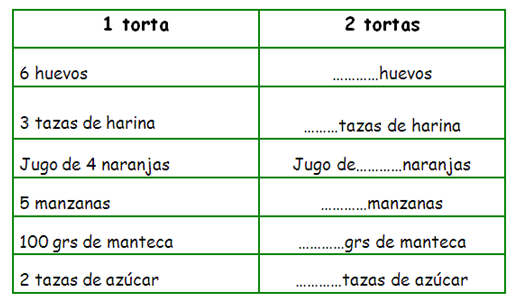 1 torta 2 tortas
6 huevos …………huevos
3 tazas de harina ………tazas de harina
Jugo de 4 naranjas Jugo de…………naranjas
5 manzanas …………manzanas
100 grs de manteca …………grs de manteca
2 tazas de azúcar …………tazas de azúcar